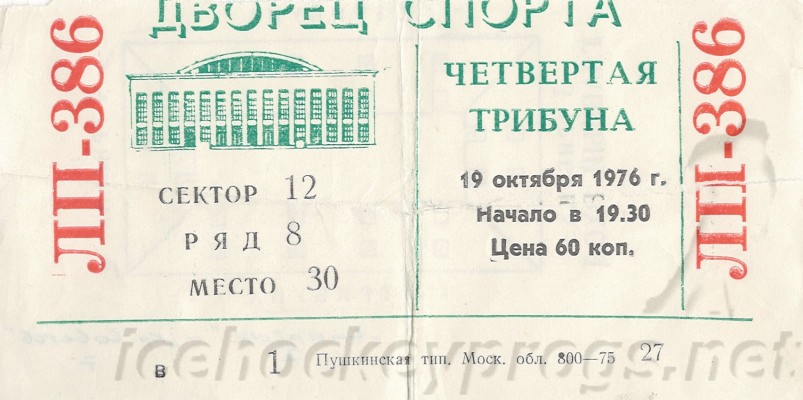 ДВОРЕЦ СПОРТА
ЛП-386
ЧЕТВЕРТАЯ
ТРИБУНА
СЕКТОР 12
РЯД 8
МЕСТО 30
19 октября 1976 г.
Начало в 19.30
Цена 60 коп.
ЛП-386
в 1 Пушкинская тип. Моск. обл. 800—75 27
icehockeyprogs.net